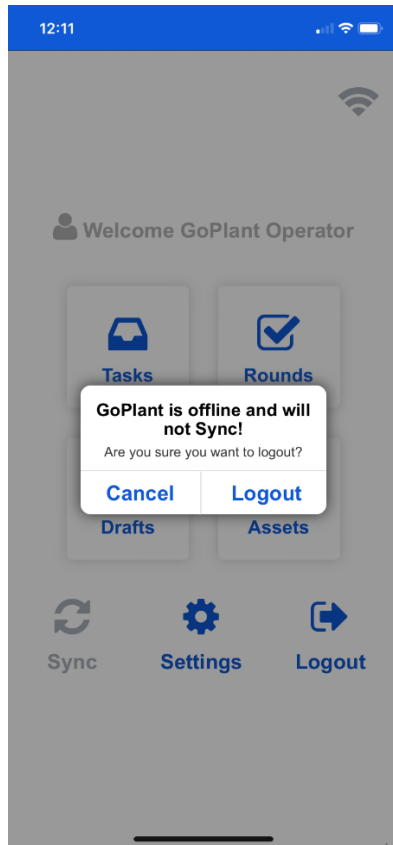 12:11
Welcome GoPlant Operator
Tasks
Rounds
GoPlant is offline and will
not Sync!
Are you sure you want to logout?
Cancel
Logout
Drafts
Assets
Sync
Settings
Logout